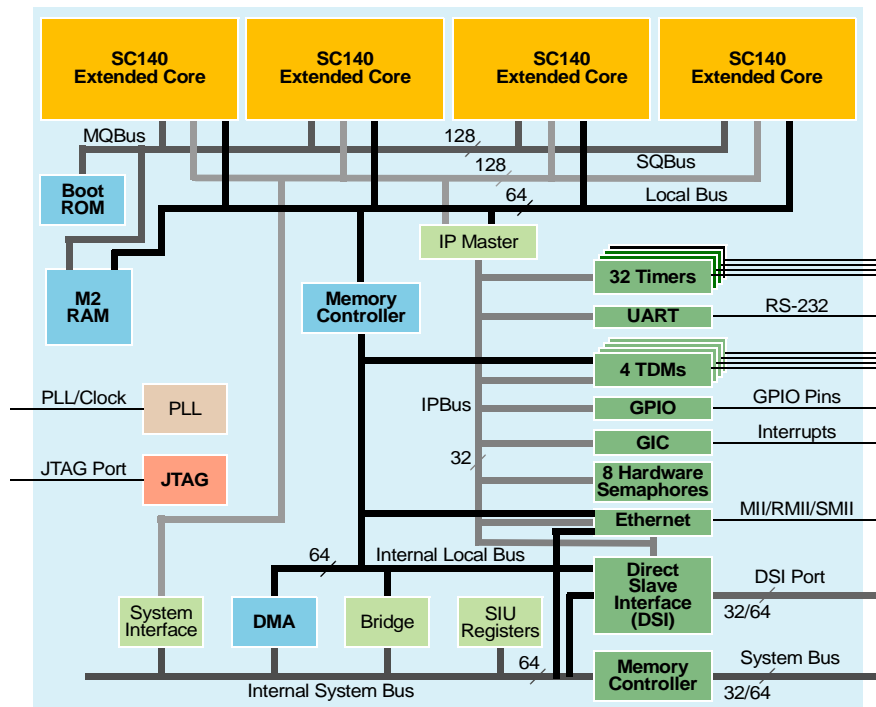 SC140
Extended Core
SC140
Extended Core
SC140
Extended Core
SC140
Extended Core
MQBus
128
128
SQBus
Boot
ROM
64
Local Bus
IP Master
M2
RAM
Memory
Controller
32 Timers
UART
RS-232
4 TDMs
PLL/Clock
PLL
IPBus
GPIO
GPIO Pins
GIC
Interrupts
32
JTAG Port
JTAG
8 Hardware
Semaphores
Ethernet
MII/RMII/SMII
64
Internal Local Bus
Direct
Slave
Interface
(DSI)
DSI Port
32/64
System
Interface
DMA
Bridge
SIU
Registers
64
Internal System Bus
Memory
Controller
System Bus
32/64